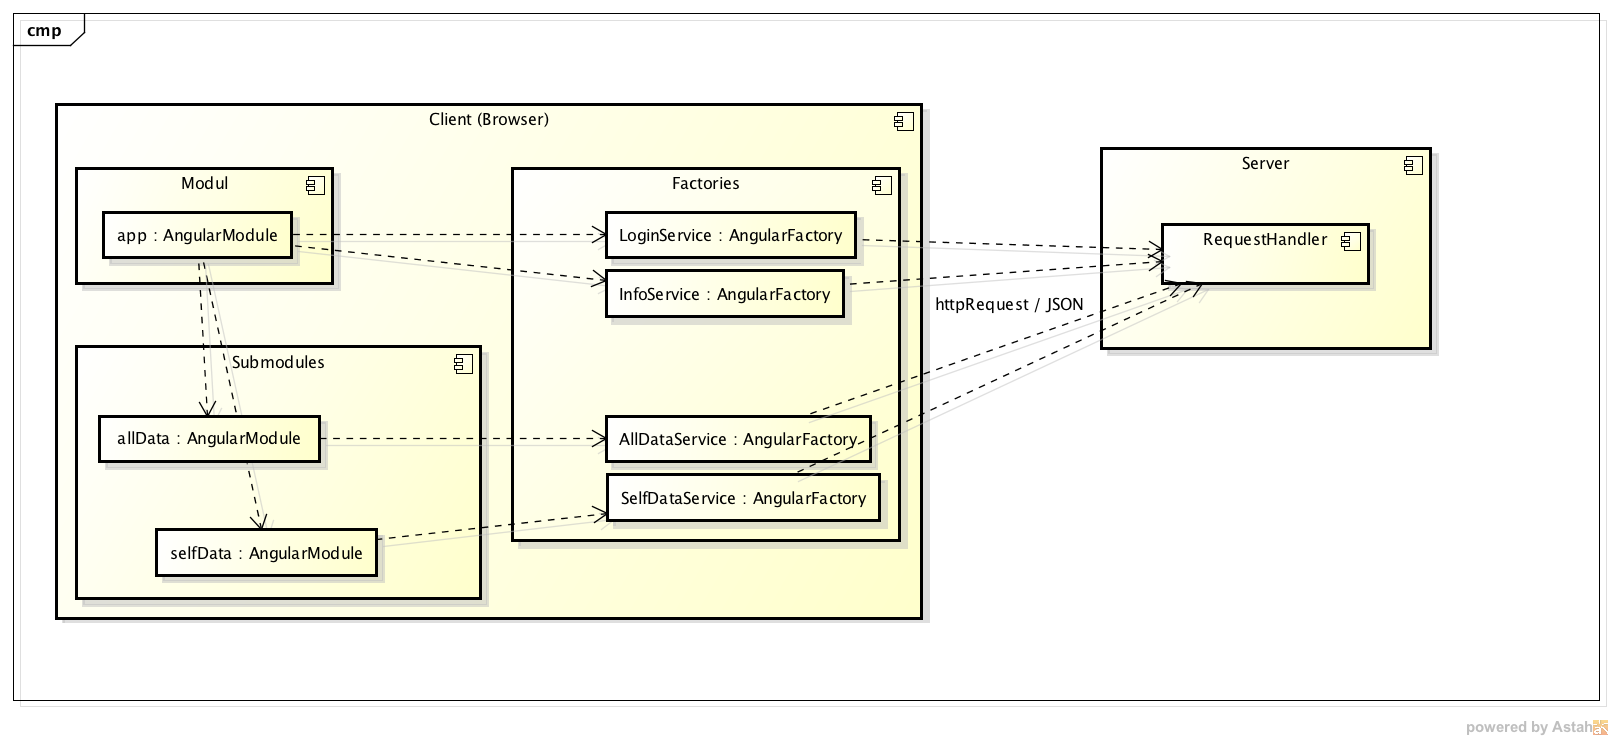 cmp
Client (Browser)
Modul
app : AngularModule
Factories
LoginService : AngularFactory
InfoService : AngularFactory
Server
RequestHandler
httpRequest / JSON
Submodules
allData : AngularModule
AllDataService : AngularFactory
SelfDataService : AngularFactory
selfData : AngularModule
powered by Astah